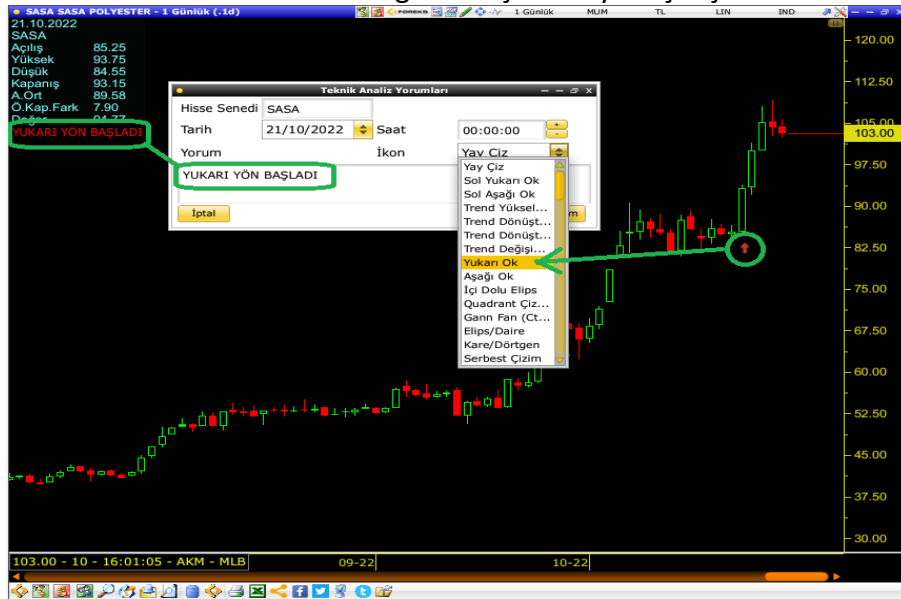 SASA SASA POLYESTER - 1 Günlük (.1d)
FOREKS
1 Günlük
MUM
TL
LIN
IND
21.10.2022
SASA
Açılış 85.25
Yüksek 93.75
Düşük 84.55
Kapanış 93.15
A.Ort 89.58
Ö.Kap.Fark 7.90
YUKARI YÖN BAŞLADI
Teknik Analiz Yorumları
Hisse Senedi SASA
Tarih 21/10/2022 Saat 00:00:00
Yorum İkon Yay Çiz
YUKARI YÖN BAŞLADI
İptal
Yay Çiz
Sol Yukarı Ok
Sol Aşağı Ok
Trend Yüksel...
Trend Dönüşt...
Trend Dönüşt...
Trend Değişi...
Yukarı Ok
Aşağı Ok
İçi Dolu Elips
Quadrant Çiz...
Gann Fan (Ct...
Elips/Daire
Kare/Dörtgen
Serbest Çizim
120.00
112.50
105.00
103.00
97.50
90.00
82.50
75.00
67.50
60.00
52.50
45.00
37.50
30.00
103.00 - 10 - 16:01:05 - AKM - MLB
09-22
10-22